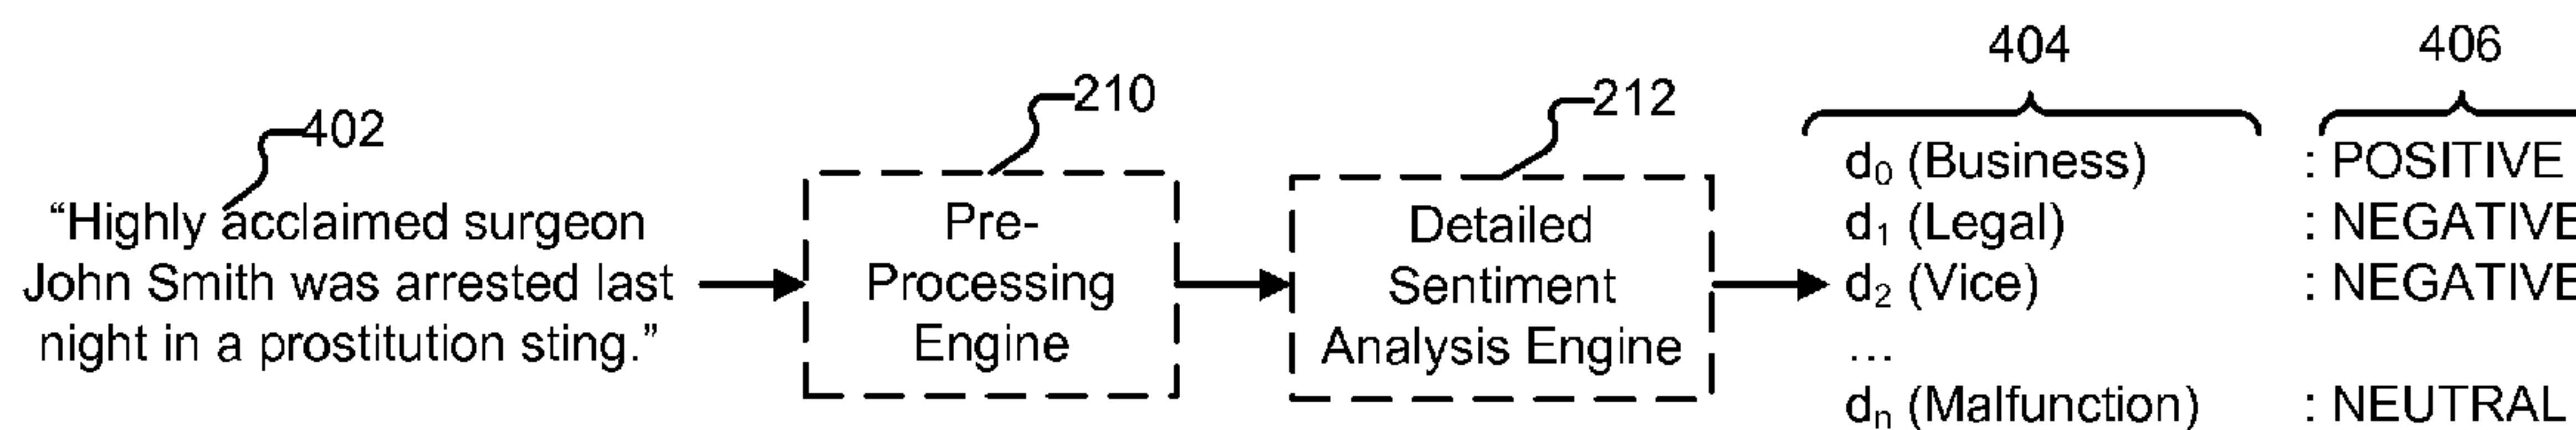 404 406
210 212
402
“Highly acclaimed surgeon
John Smith was arrested last
night in a prostitution sting.”
Pre-
Processing
Engine
Detailed
Sentiment
Analysis Engine
d₀ (Business) : POSITIVE
d₁ (Legal) : NEGATIVE
d₂ (Vice) : NEGATIVE
...
dₙ (Malfunction) : NEUTRAL